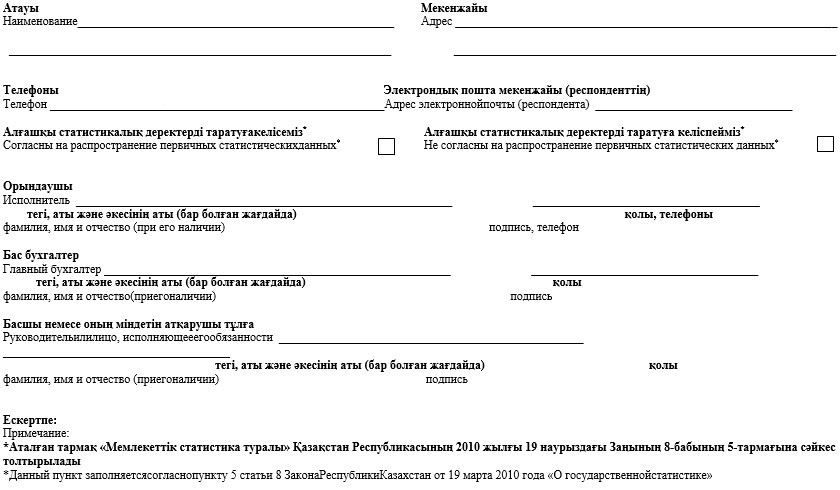 Атауы Мекенжайы
Наименование Адрес
Телефоны Электрондық пошта мекенжайы (респонденттің)
Телефон Адрес электроннойпочты (респондента)
Алғашқы статистикалық деректерді таратуғакелісеміз* Алғашқы статистикалық деректерді таратуға келіспейміз*
Согласны на распространение первичных статистическихданных* Не согласны на распространение первичных статистических данных*
Орындаушы
Исполнитель
тегі, аты және әкесінің аты (бар болған жағдайда) қолы, телефоны
фамилия, имя и отчество (при его наличии) подпись, телефон
Бас бухгалтер
Главный бухгалтер
тегі, аты және әкесінің аты (бар болған жағдайда) қолы
фамилия, имя и отчество(приегоналичии) подпись
Басшы немесе оның міндетін атқарушы тұлға
Руководительилилицо, исполняющееегообязанности
тегі, аты және әкесінің аты (бар болған жағдайда) қолы
фамилия, имя и отчество (приегоналичии) подпись
Ескертпе:
Примечание:
*Аталған тармақ «Мемлекеттік статистика туралы» Қазақстан Республикасының 2010 жылғы 19 наурыздағы Заңының 8-бабының 5-тармағына сәйкес
толтырылады
*Данный пункт заполняетсясогласнопункту 5 статьи 8 ЗаконаРеспубликиКазахстан от 19 марта 2010 года «О государственнойстатистике»